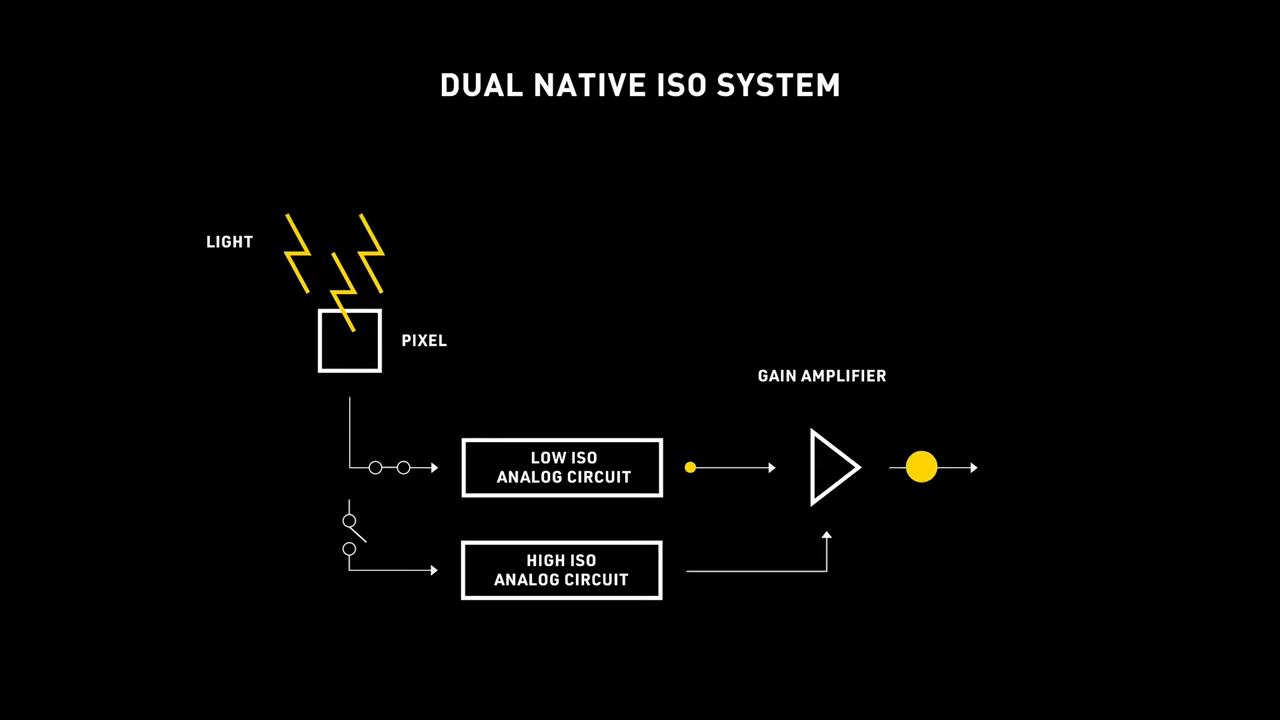 DUAL NATIVE ISO SYSTEM
LIGHT
PIXEL
GAIN AMPLIFIER
LOW ISO
ANALOG CIRCUIT
HIGH ISO
ANALOG CIRCUIT